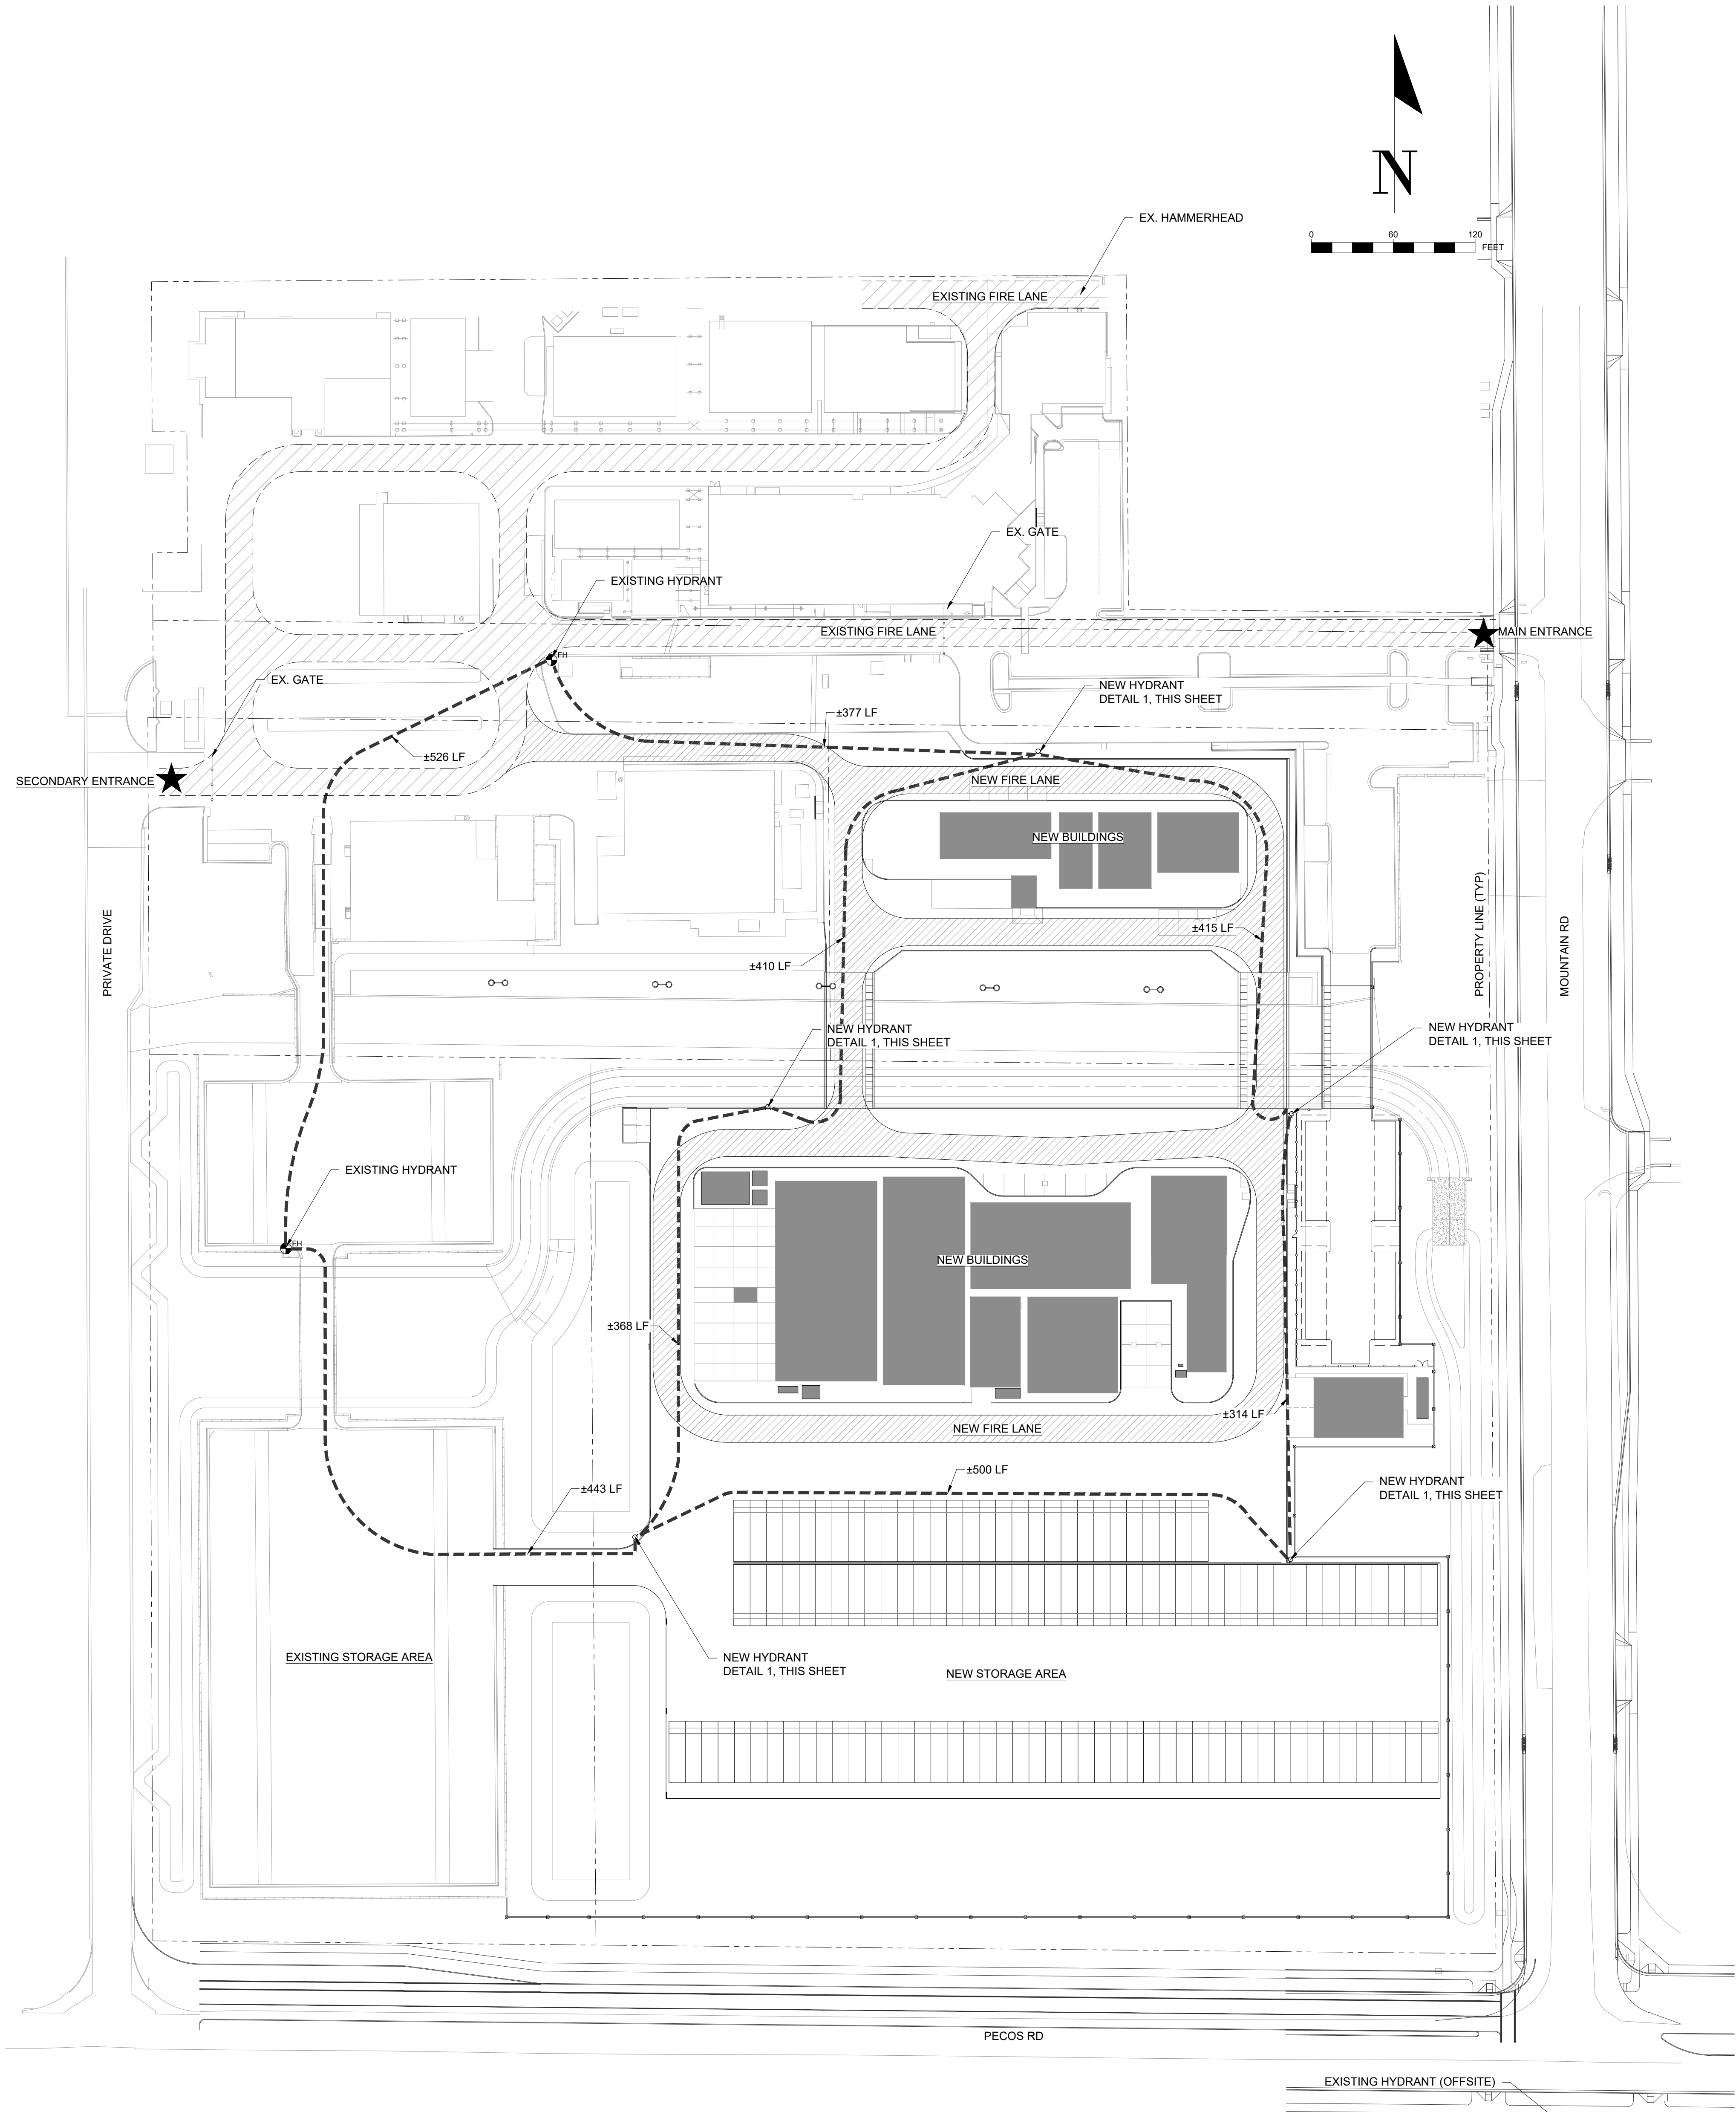 N
0 60 120
FEET
EX. HAMMERHEAD
EXISTING FIRE LANE
EX. GATE
EXISTING HYDRANT
EXISTING FIRE LANE
MAIN ENTRANCE
FH
EX. GATE
NEW HYDRANT
DETAIL 1, THIS SHEET
±377 LF
±526 LF
SECONDARY ENTRANCE
NEW FIRE LANE
NEW BUILDINGS
PRIVATE DRIVE
PROPERTY LINE (TYP)
MOUNTAIN RD
±415 LF
±410 LF
NEW HYDRANT
DETAIL 1, THIS SHEET
NEW HYDRANT
DETAIL 1, THIS SHEET
EXISTING HYDRANT
FH
NEW BUILDINGS
±368 LF
±314 LF
NEW FIRE LANE
±500 LF
±443 LF
NEW HYDRANT
DETAIL 1, THIS SHEET
EXISTING STORAGE AREA
NEW HYDRANT
DETAIL 1, THIS SHEET
NEW STORAGE AREA
PECOS RD
EXISTING HYDRANT (OFFSITE)